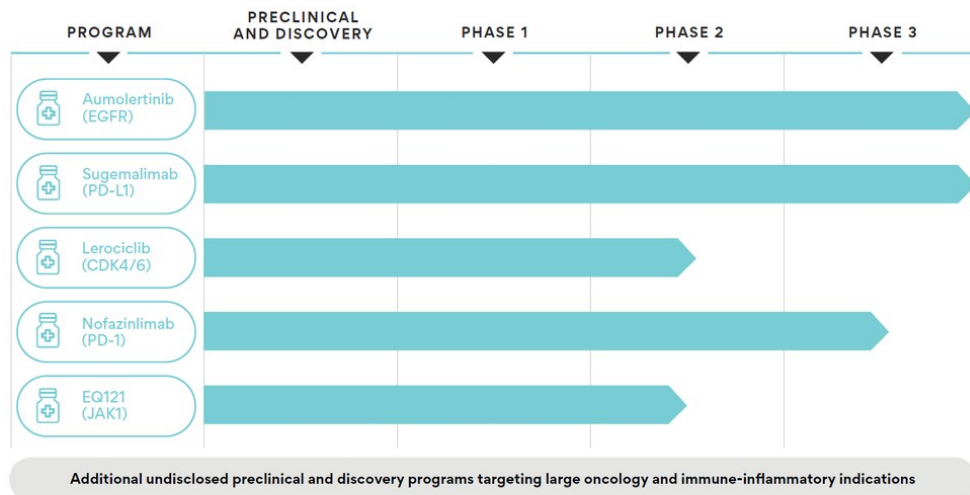 PROGRAM
PRECLINICAL
AND DISCOVERY
PHASE 1
PHASE 2
PHASE 3
Aumolertinib
(EGFR)
Sugemalimab
(PD-L1)
Lerociclib
(CDK4/6)
Nofazinlimab
(PD-1)
EQ121
(JAK1)
Additional undisclosed preclinical and discovery programs targeting large oncology and immune-inflammatory indications